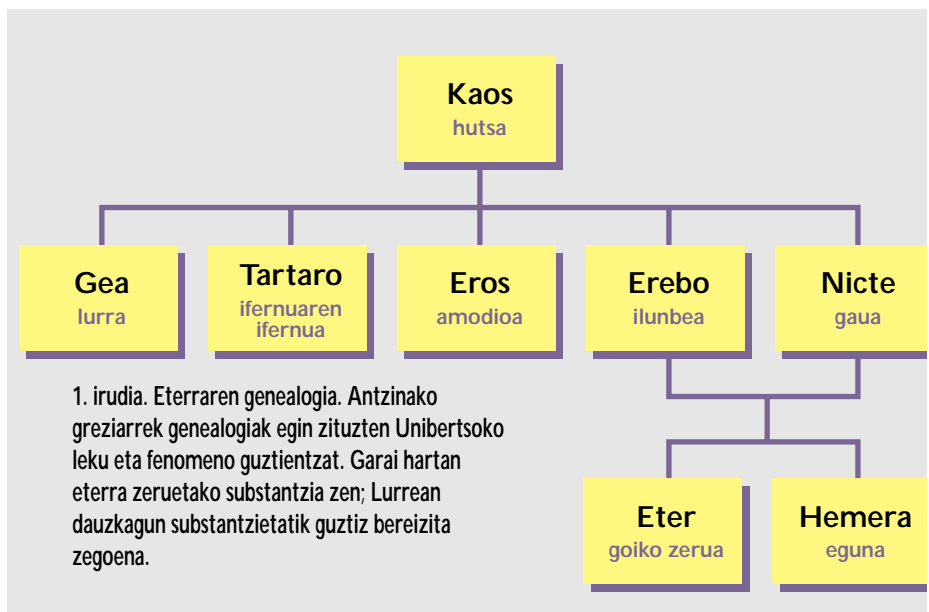 Kaos
hutsa
Gea
lurra
Tartaro
ifernuaren
ifernua
Eros
amodioa
Erebo
ilunbea
Nicte
gaua
1. irudia. Eterraren genealogia. Antzinako
greziarrek genealogiak egin zituzten Unibertsoko
leku eta fenomeno guztientzat. Garai hartan
eterra zeruetako substantzia zen; Lurrean
dauzkagun substantzietatik guztiz bereizita
zegoena.
Eter
goiko zerua
Hemera
eguna